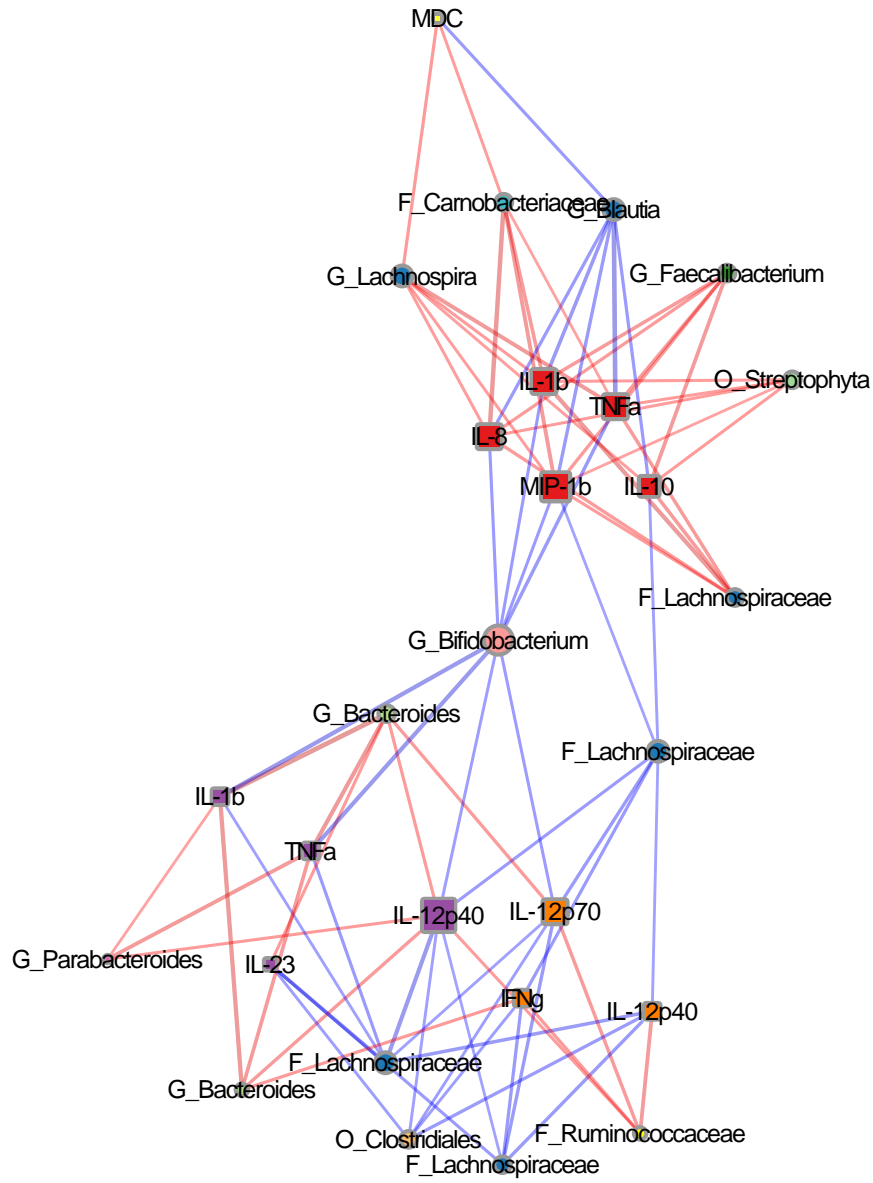 MDC
F_Carnobacteriaceae
G_Blautia
G_Lachnospira
G_Faecalibacterium
IL-1b
O_Streptophyta
TNFa
IL-8
MIP-1b
IL-10
F_Lachnospiraceae
G_Bifidobacterium
G_Bacteroides
F_Lachnospiraceae
IL-1b
TNFa
IL-12p40
IL-12p70
G_Parabacteroides
IL-23
IFNg
IL-12p40
F_Lachnospiraceae
G_Bacteroides
O_Clostridiales
F_Ruminococcaceae
F_Lachnospiraceae